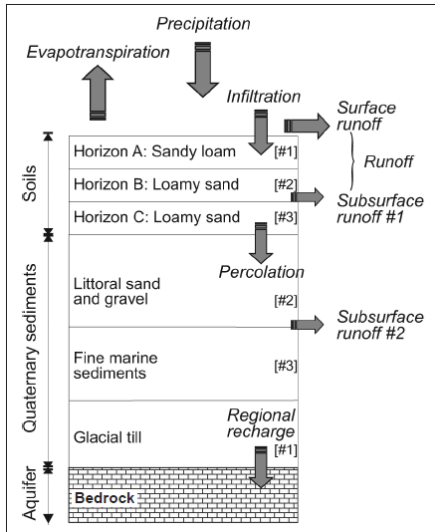 Precipitation
Evapotranspiration
Infiltration
Surface
runoff
Runoff
Subsurface
runoff #1
Soils
Horizon A: Sandy loam [#1]
Horizon B: Loamy sand [#2]
Horizon C: Loamy sand [#3]
Percolation
Quaternary sediments
Littoral sand
and gravel
[#2]
Subsurface
runoff #2
Fine marine
sediments
[#3]
Regional
recharge
Glacial till
[#1]
Aquifer
Bedrock